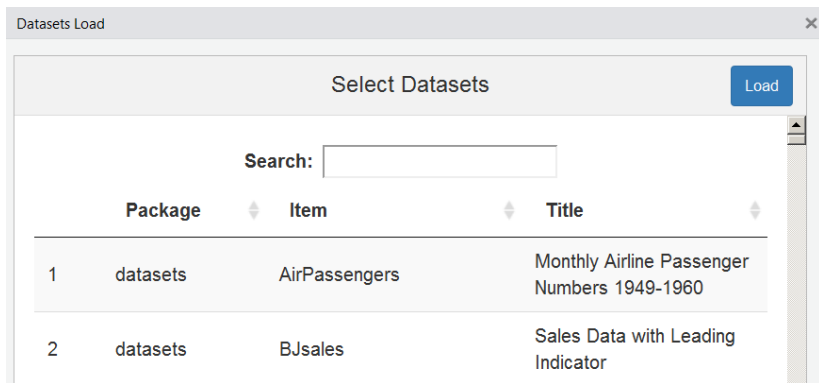 Datasets Load
Select Datasets
Load
Search:
Package Item Title
1 datasets AirPassengers Monthly Airline Passenger
Numbers 1949-1960
2 datasets BJsales Sales Data with Leading
Indicator